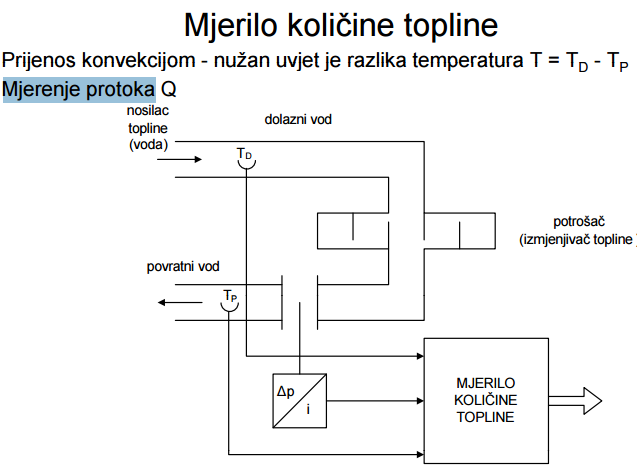 Mjerilo količine topline
Prijenos konvekcijom - nužan uvjet je razlika temperatura T = TD - TP
Mjerenje protoka Q
nosilac
topline
(voda)
dolazni vod
TD
potrošač
(izmjenjivač topline)
povratni vod
TP
Δp
i
MJERILO
KOLIČINE
TOPLINE